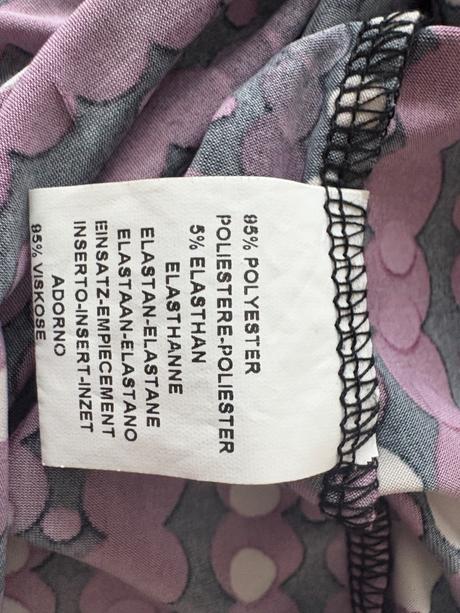 95% POLYESTER
POLIESTERE-POLIESTER
5% ELASTHAN
ELASTHANNE
ELASTAN-ELASTANE
ELASTAAN-ELASTANO
EINSATZ-EMPIECEMENT
INSERTO-INSERT-INZET
ADORNO
95% VISKOSE